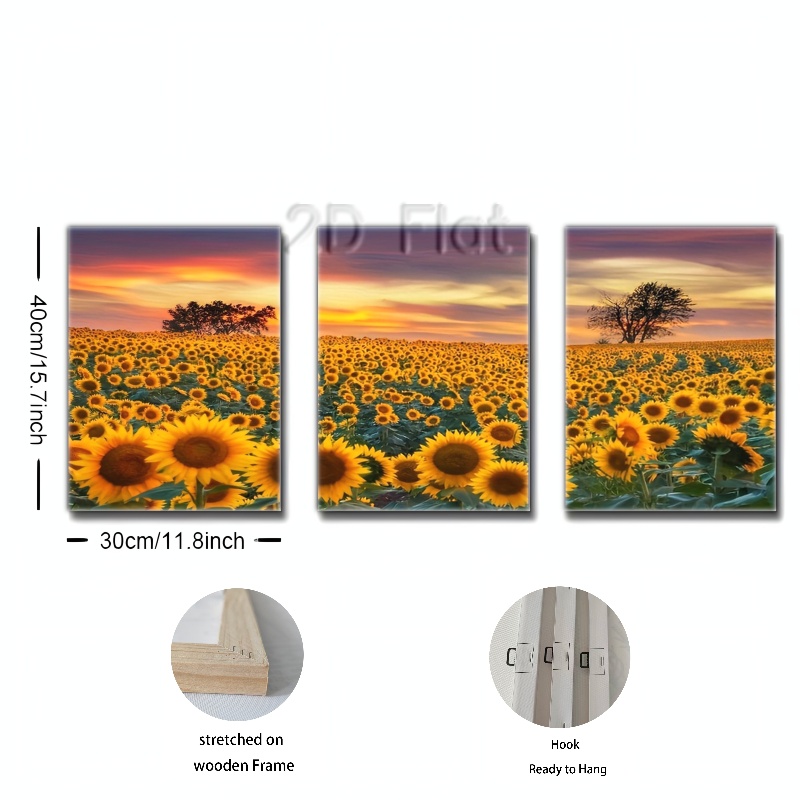 2D Flat
40cm/15.7inch
30cm/11.8inch
stretched on
wooden Frame
Hook
Ready to Hang